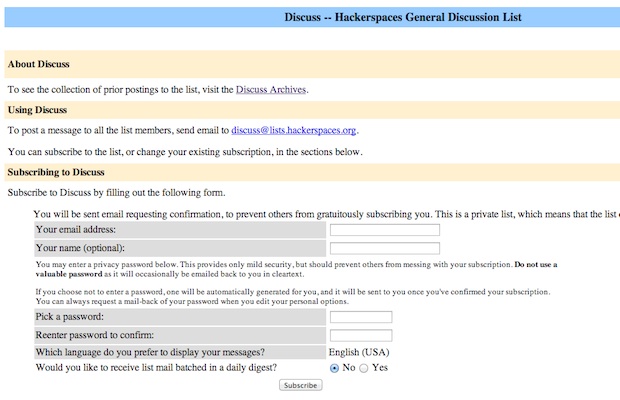 Discuss -- Hackerspaces General Discussion List
About Discuss
To see the collection of prior postings to the list, visit the Discuss Archives.
Using Discuss
To post a message to all the list members, send email to discuss@lists.hackerspaces.org.
You can subscribe to the list, or change your existing subscription, in the sections below.
Subscribing to Discuss
Subscribe to Discuss by filling out the following form.
You will be sent email requesting confirmation, to prevent others from gratuitously subscribing you. This is a private list, which means that the list
Your email address:
Your name (optional):
You may enter a privacy password below. This provides only mild security, but should prevent others from messing with your subscription. Do not use a
valuable password as it will occasionally be emailed back to you in cleartext.
If you choose not to enter a password, one will be automatically generated for you, and it will be sent to you once you've confirmed your subscription.
You can always request a mail-back of your password when you edit your personal options.
Pick a password:
Reenter password to confirm:
Which language do you prefer to display your messages? English (USA)
Would you like to receive list mail batched in a daily digest? No Yes
Subscribe